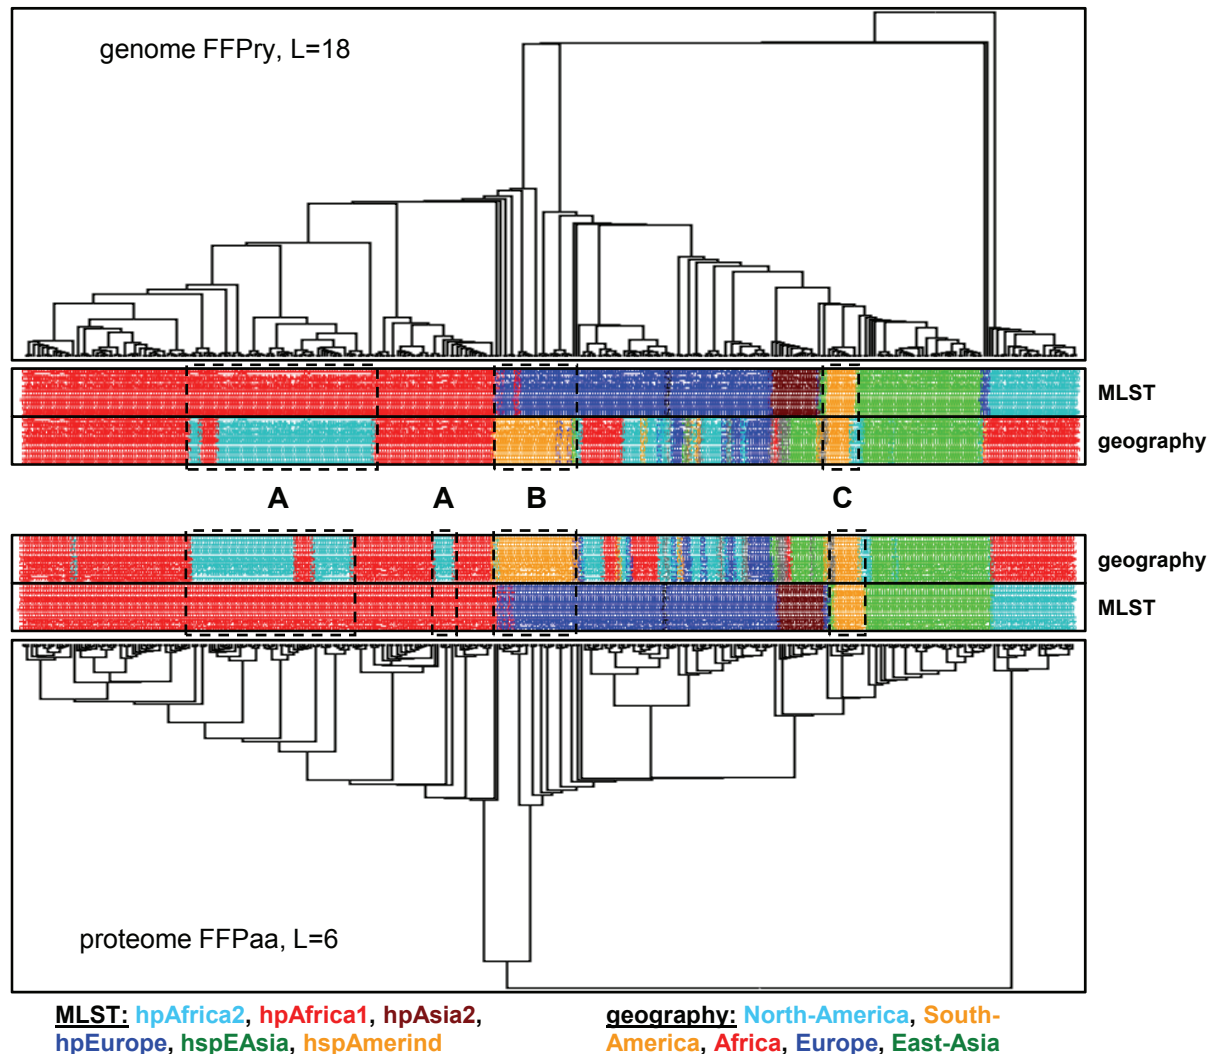 genome FFPry, L=18
MLST
geography
A A B C
geography
MLST
proteome FFPaa, L=6
MLST: hpAfrica2, hpAfrica1, hpAsia2,
hpEurope, hspEAsia, hspAmerind
geography: North-America, South-
America, Africa, Europe, East-Asia